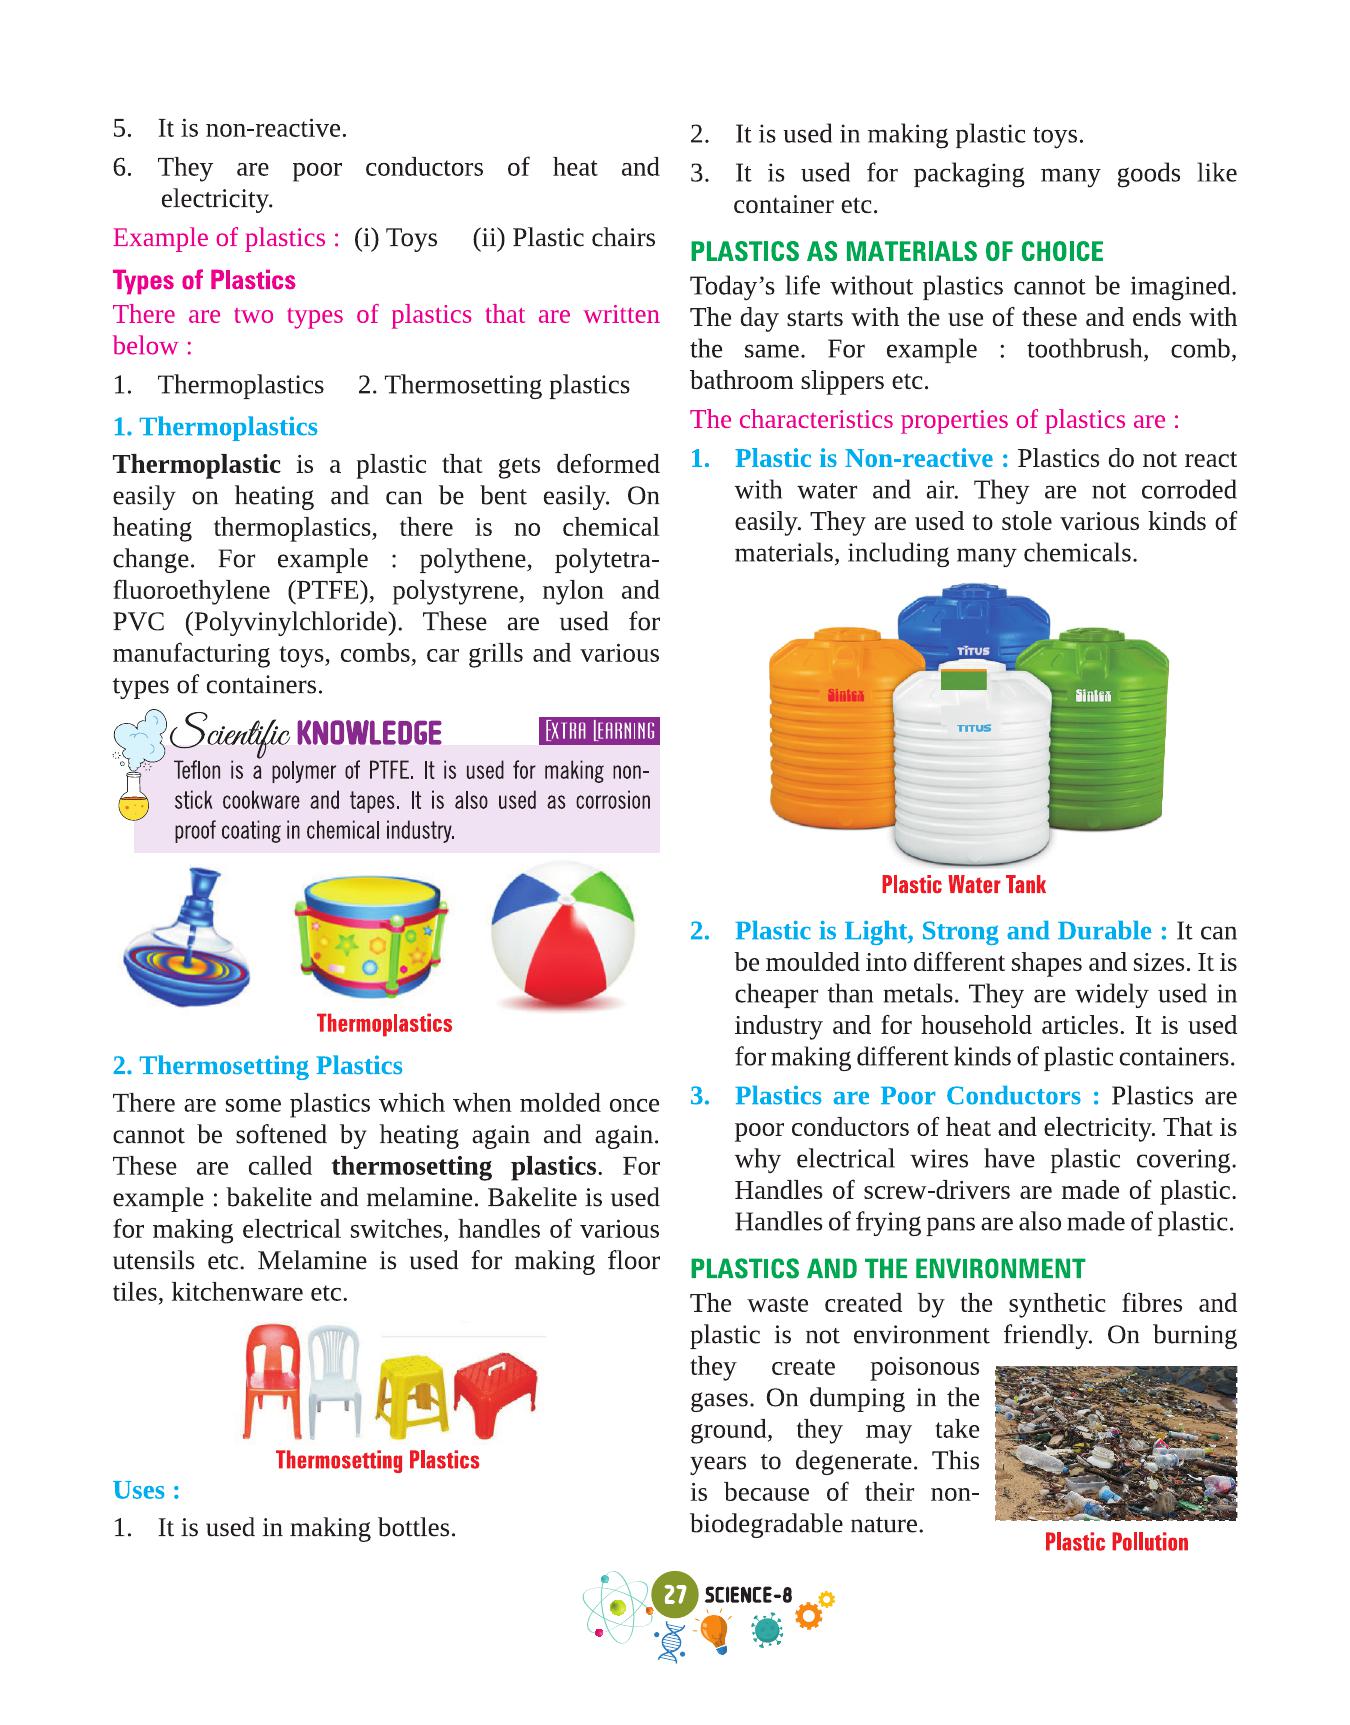 5. It is non-reactive.
6. They are poor conductors of heat and
electricity.
Example of plastics : (i) Toys (ii) Plastic chairs
Types of Plastics
There are two types of plastics that are written
below :
1. Thermoplastics 2. Thermosetting plastics
1. Thermoplastics
Thermoplastic is a plastic that gets deformed
easily on heating and can be bent easily. On
heating thermoplastics, there is no chemical
change. For example : polythene, polytetra-
fluoroethylene (PTFE), polystyrene, nylon and
PVC (Polyvinylchloride). These are used for
manufacturing toys, combs, car grills and various
types of containers.
Scientific KNOWLEDGE EXTRA LEARNING
Teflon is a polymer of PTFE. It is used for making non-
stick cookware and tapes. It is also used as corrosion
proof coating in chemical industry.
Thermoplastics
2. Thermosetting Plastics
There are some plastics which when molded once
cannot be softened by heating again and again.
These are called thermosetting plastics. For
example : bakelite and melamine. Bakelite is used
for making electrical switches, handles of various
utensils etc. Melamine is used for making floor
tiles, kitchenware etc.
Thermosetting Plastics
Uses :
1. It is used in making bottles.
2. It is used in making plastic toys.
3. It is used for packaging many goods like
container etc.
PLASTICS AS MATERIALS OF CHOICE
Today's life without plastics cannot be imagined.
The day starts with the use of these and ends with
the same. For example : toothbrush, comb,
bathroom slippers etc.
The characteristics properties of plastics are :
1. Plastic is Non-reactive : Plastics do not react
with water and air. They are not corroded
easily. They are used to stole various kinds of
materials, including many chemicals.
TITUS
Sintex
Sintex
TITUS
Plastic Water Tank
2. Plastic is Light, Strong and Durable : It can
be moulded into different shapes and sizes. It is
cheaper than metals. They are widely used in
industry and for household articles. It is used
for making different kinds of plastic containers.
3. Plastics are Poor Conductors : Plastics are
poor conductors of heat and electricity. That is
why electrical wires have plastic covering.
Handles of screw-drivers are made of plastic.
Handles of frying pans are also made of plastic.
PLASTICS AND THE ENVIRONMENT
The waste created by the synthetic fibres and
plastic is not environment friendly. On burning
they create poisonous
gases. On dumping in the
ground, they may take
years to degenerate. This
is because of their non-
biodegradable nature.
Plastic Pollution
27 SCIENCE-8